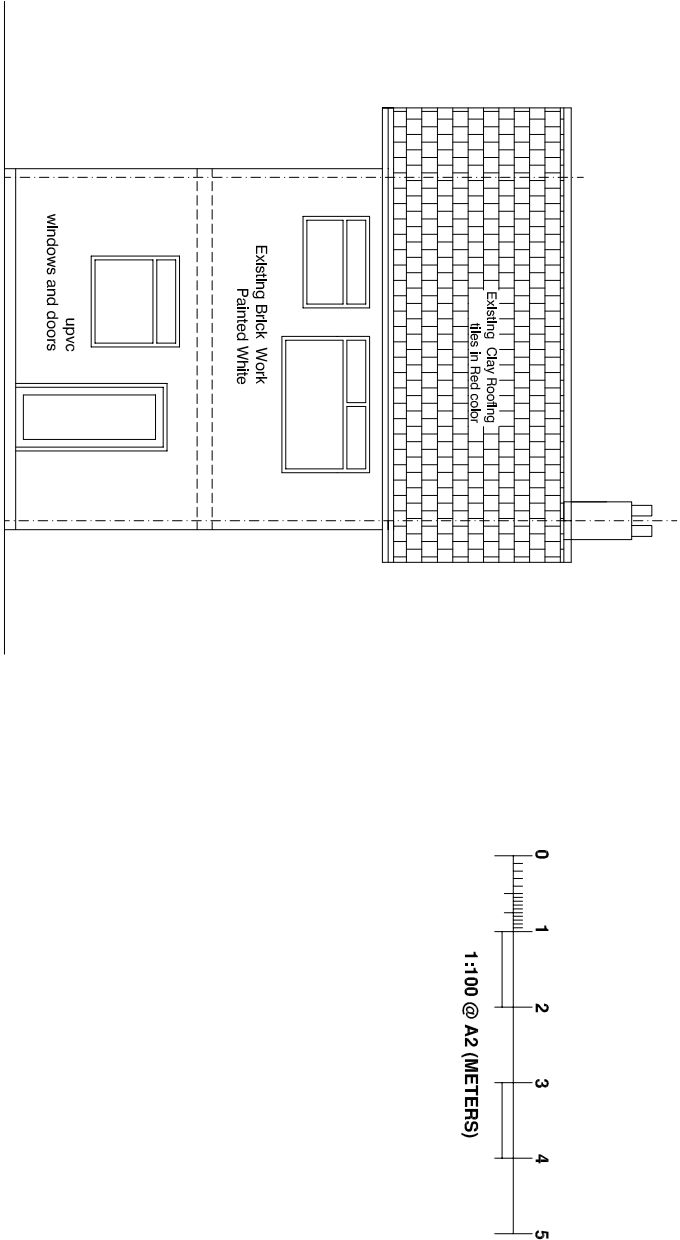 Existing Clay Roofing
tiles in Red color
Existing Brick Work
Painted White
upvc
windows and doors
0 1 2 3 4 5
1:100 @ A2 (METERS)